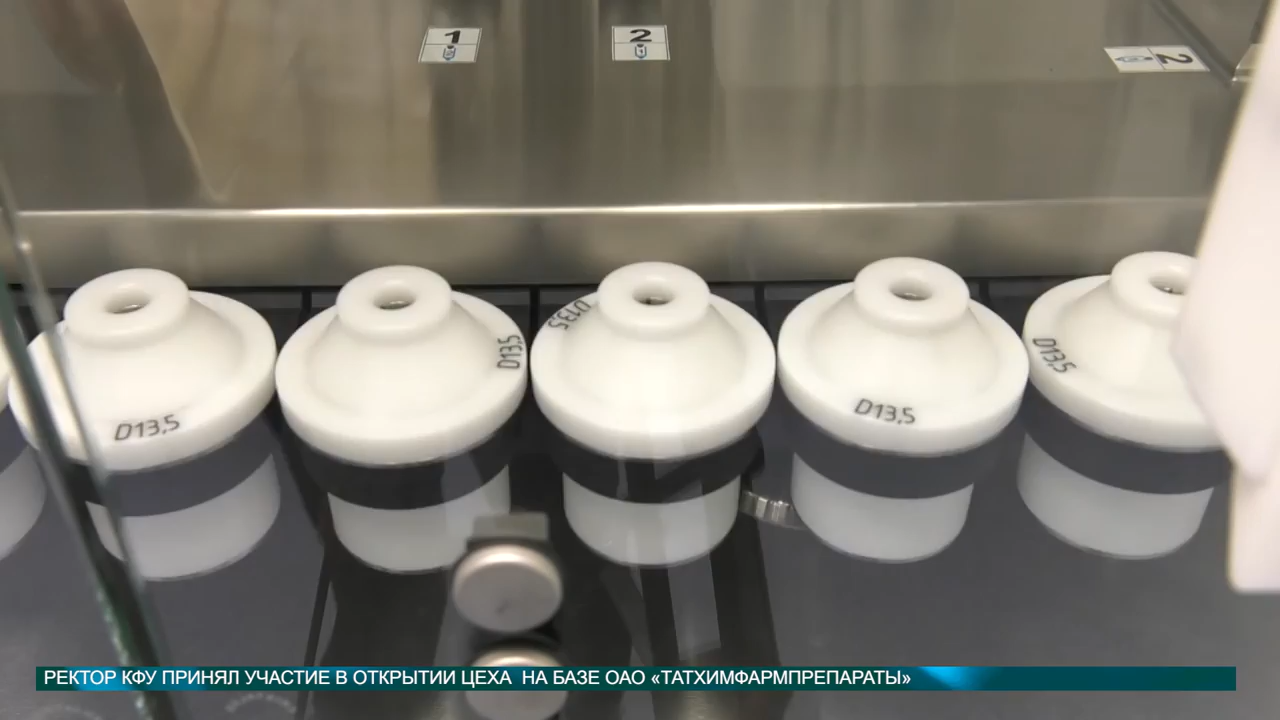 1
2
2
D13,5
D13,5
D13,5
D13,5
D13,5
РЕКТОР КФУ ПРИНЯЛ УЧАСТИЕ В ОТКРЫТИИ ЦЕХА НА БАЗЕ ОАО «ТАТХИМФАРМПРЕПАРАТЫ»